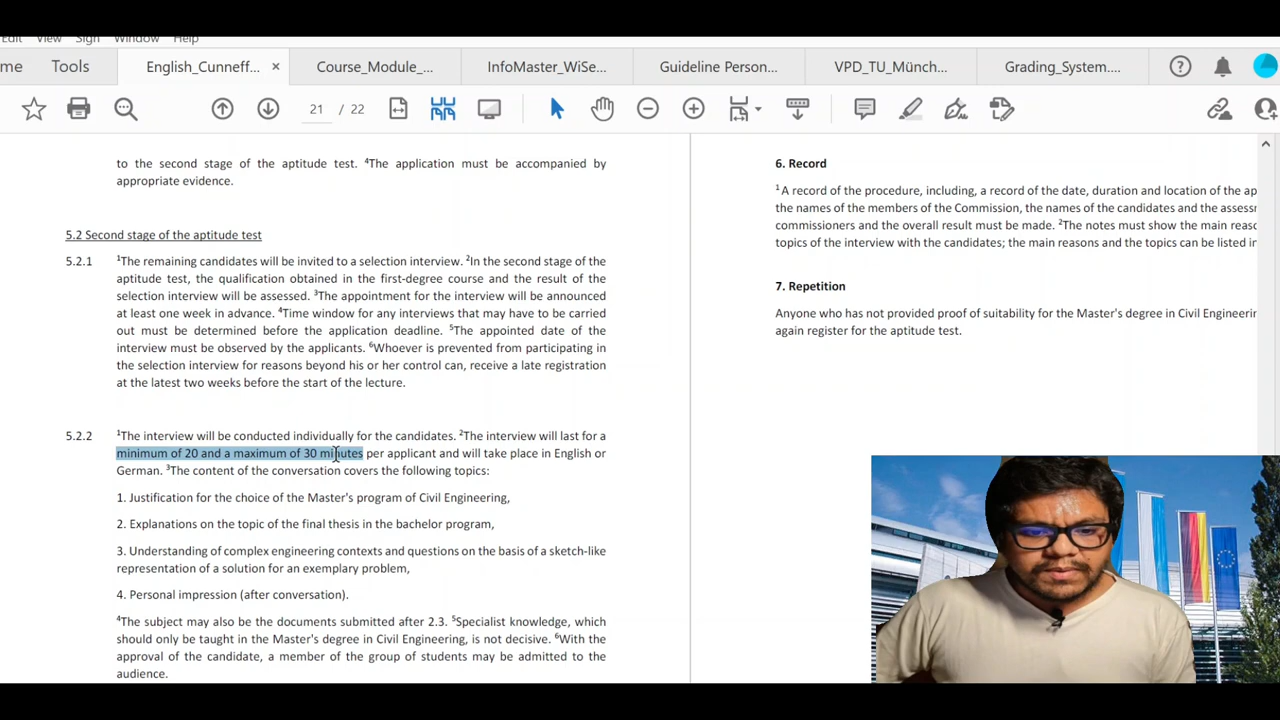 Edit View Sign Window Help
me Tools English_Cunneff... × Course_Module_... InfoMaster_WiSe... Guideline Person... VPD_TU_Münch... Grading_System....
21 / 22
to the second stage of the aptitude test. ⁴The application must be accompanied by
appropriate evidence.
5.2 Second stage of the aptitude test
5.2.1 ¹The remaining candidates will be invited to a selection interview. ²In the second stage of the
aptitude test, the qualification obtained in the first-degree course and the result of the
selection interview will be assessed. ³The appointment for the interview will be announced
at least one week in advance. ⁴Time window for any interviews that may have to be carried
out must be determined before the application deadline. ⁵The appointed date of the
interview must be observed by the applicants. ⁶Whoever is prevented from participating in
the selection interview for reasons beyond his or her control can, receive a late registration
at the latest two weeks before the start of the lecture.
5.2.2 ¹The interview will be conducted individually for the candidates. ²The interview will last for a
minimum of 20 and a maximum of 30 minutes per applicant and will take place in English or
German. ³The content of the conversation covers the following topics:
1. Justification for the choice of the Master's program of Civil Engineering,
2. Explanations on the topic of the final thesis in the bachelor program,
3. Understanding of complex engineering contexts and questions on the basis of a sketch-like
representation of a solution for an exemplary problem,
4. Personal impression (after conversation).
⁴The subject may also be the documents submitted after 2.3. ⁵Specialist knowledge, which
should only be taught in the Master's degree in Civil Engineering, is not decisive. ⁶With the
approval of the candidate, a member of the group of students may be admitted to the
audience.
6. Record
¹A record of the procedure, including, a record of the date, duration and location of the ap
the names of the members of the Commission, the names of the candidates and the assessm
commissioners and the overall result must be made. ²The notes must show the main reaso
topics of the interview with the candidates; the main reasons and the topics can be listed in
7. Repetition
Anyone who has not provided proof of suitability for the Master's degree in Civil Engineerin
again register for the aptitude test.